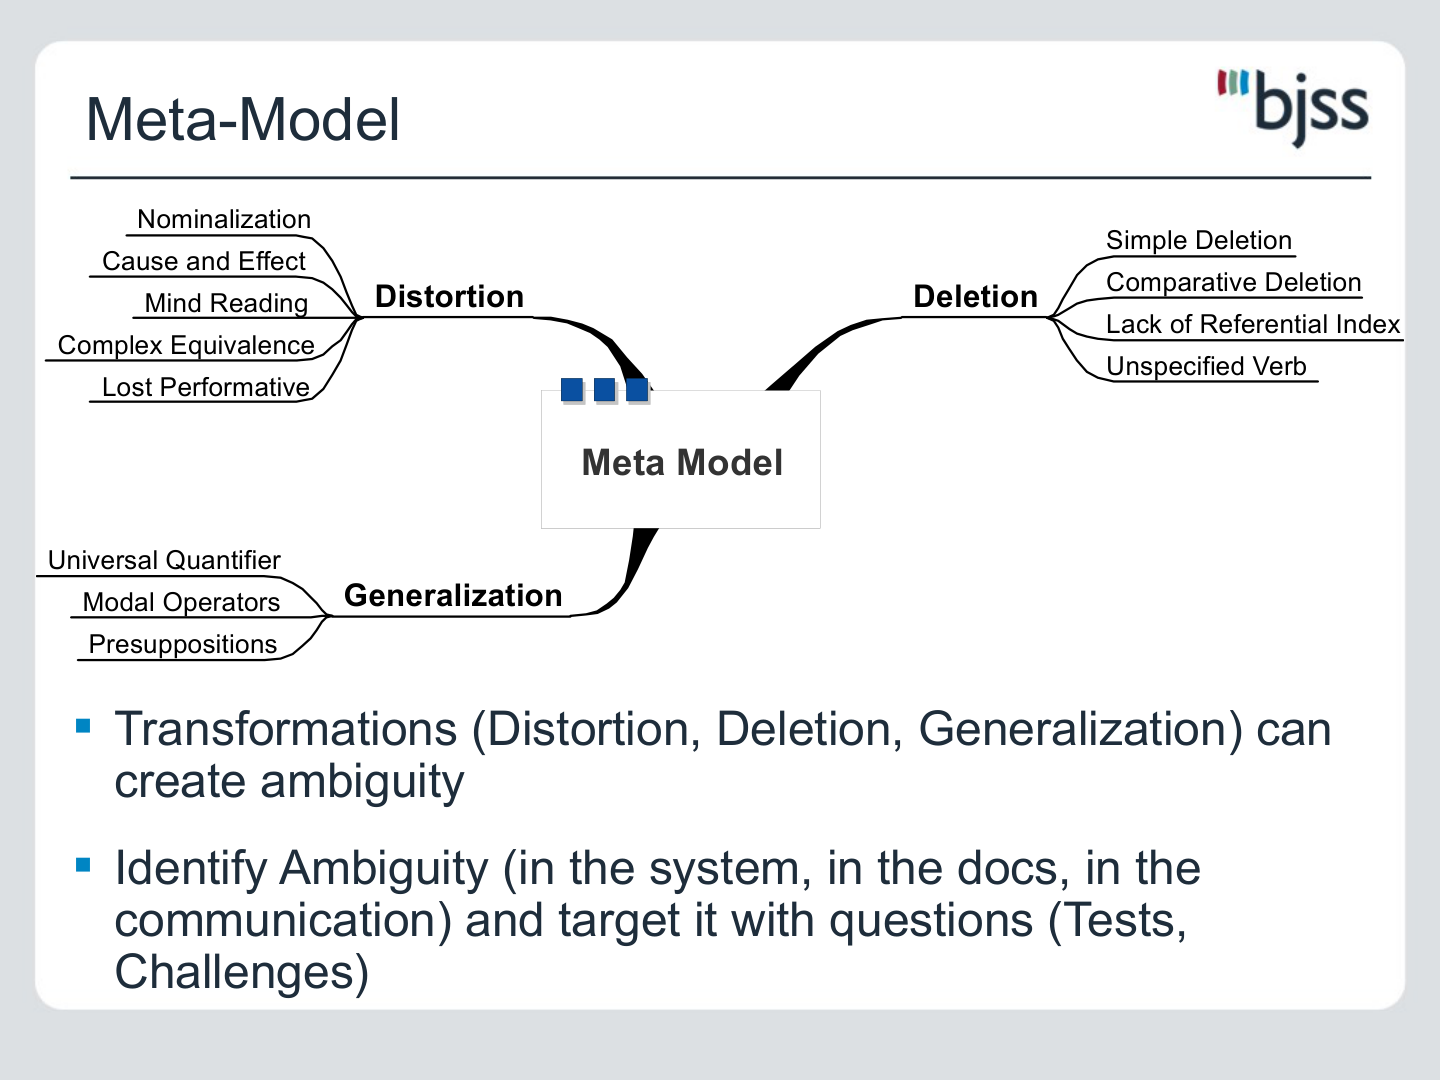 Meta-Model
bjss
Nominalization
Cause and Effect
Mind Reading
Complex Equivalence
Lost Performative
Distortion
Deletion
Simple Deletion
Comparative Deletion
Lack of Referential Index
Unspecified Verb
Meta Model
Universal Quantifier
Modal Operators
Presuppositions
Generalization
Transformations (Distortion, Deletion, Generalization) can
create ambiguity
Identify Ambiguity (in the system, in the docs, in the
communication) and target it with questions (Tests,
Challenges)